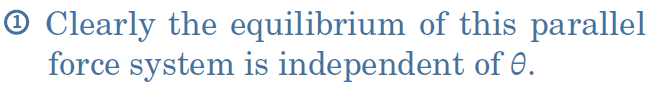 ① Clearly the equilibrium of this parallel
force system is independent of θ.